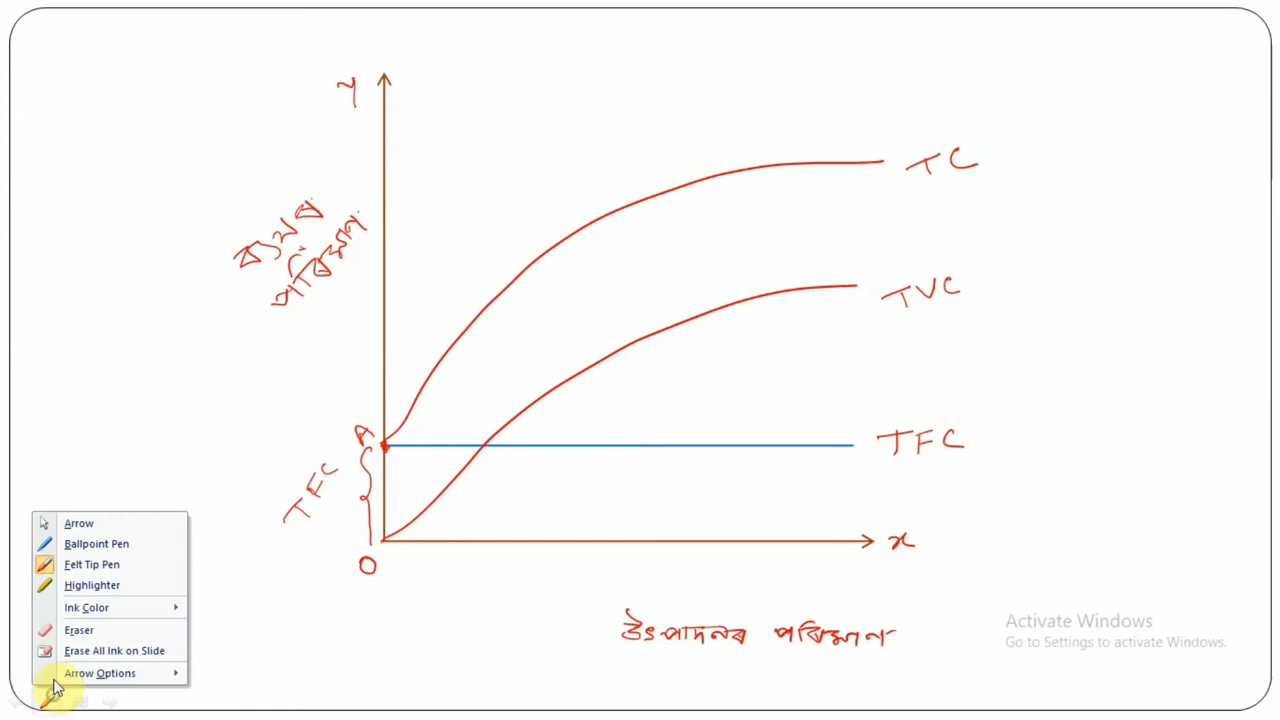 Y
TC
ব্যয়ৰ
পৰিমাণ
TVC
A
TFC
TFC
O
x
উৎপাদনৰ পৰিমাণ
Arrow
Ballpoint Pen
Felt Tip Pen
Highlighter
Ink Color
Eraser
Erase All Ink on Slide
Arrow Options
Activate Windows
Go to Settings to activate Windows.